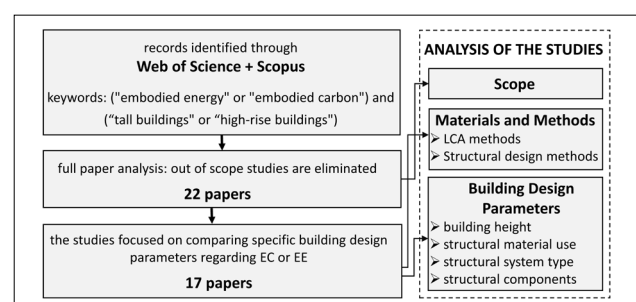 records identified through
Web of Science + Scopus
keywords: ("embodied energy" or "embodied carbon") and
(“tall buildings” or “high-rise buildings”)
full paper analysis: out of scope studies are eliminated
22 papers
the studies focused on comparing specific building design
parameters regarding EC or EE
17 papers
ANALYSIS OF THE STUDIES
Scope
Materials and Methods
➢ LCA methods
➢ Structural design methods
Building Design
Parameters
➢ building height
➢ structural material use
➢ structural system type
➢ structural components